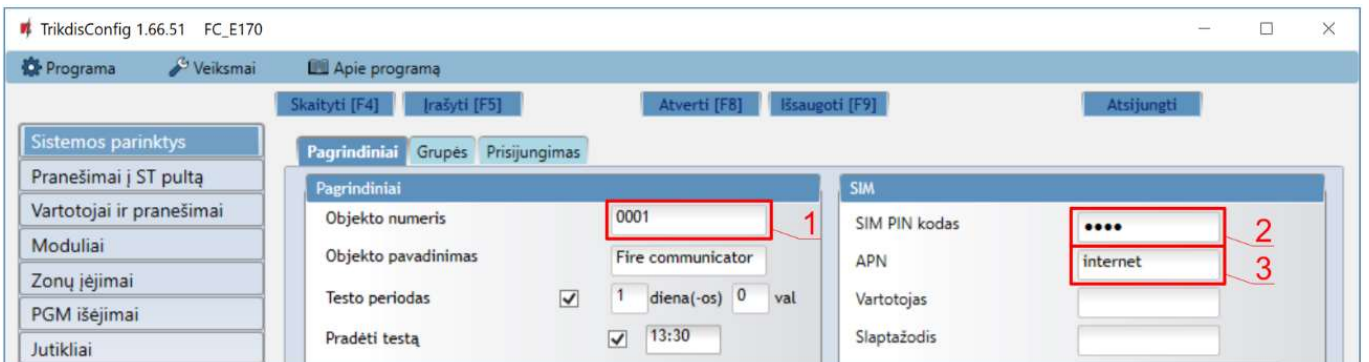 TrikdisConfig 1.66.51 FC_E170
Programa Veiksmai Apie programą
Skaityti [F4] Įrašyti [F5] Atverti [F8] Išsaugoti [F9] Atsijungti
Sistemos parinktys
Pranešimai į ST pultą
Vartotojai ir pranešimai
Moduliai
Zonų įėjimai
PGM išėjimai
Jutikliai
Pagrindiniai Grupės Prisijungimas
Pagrindiniai
Objekto numeris 0001 1
Objekto pavadinimas Fire communicator
Testo periodas 1 diena(-os) 0 val
Pradėti testą 13:30
SIM
SIM PIN kodas •••• 2
APN internet 3
Vartotojas
Slaptažodis